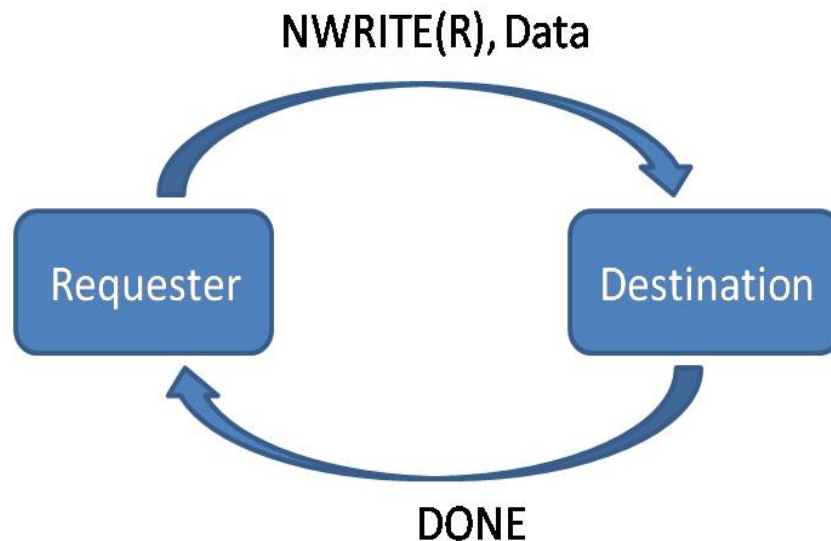 NWRITE(R), Data
Requester
Destination
DONE